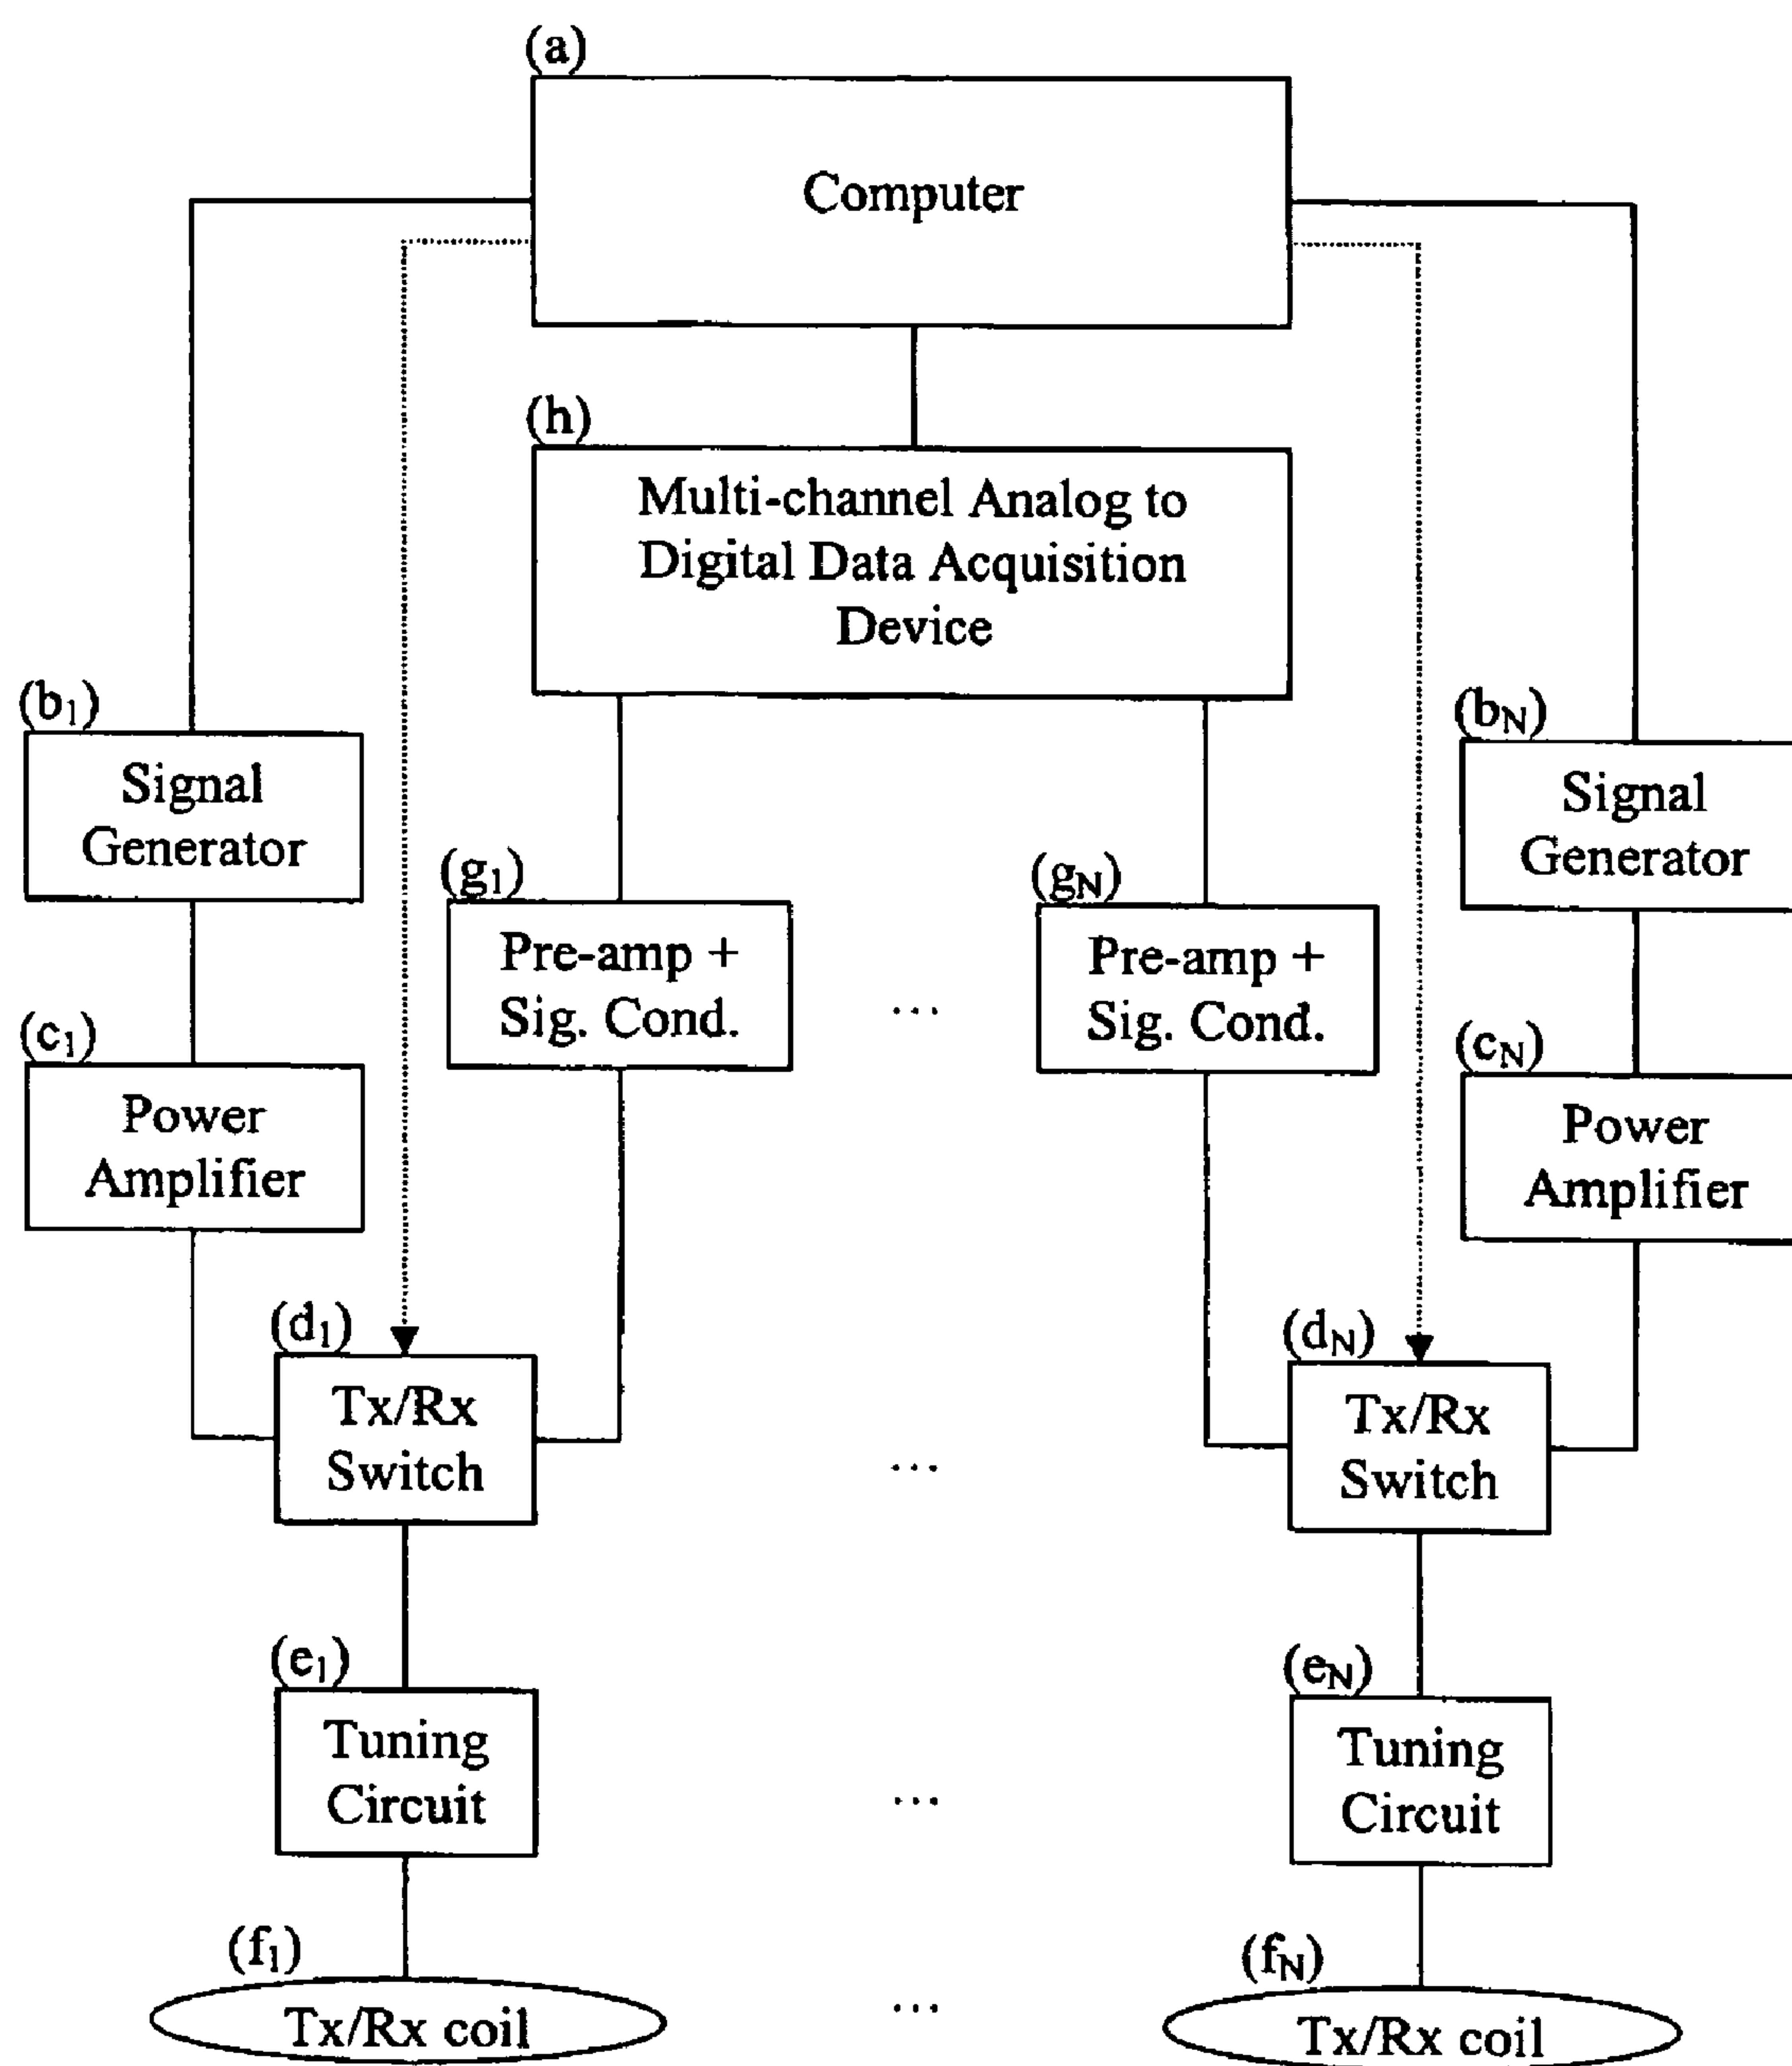 (a)
Computer
(h)
Multi-channel Analog to
Digital Data Acquisition
Device
(b₁)
Signal
Generator
(bN)
Signal
Generator
(g₁)
Pre-amp +
Sig. Cond.
...
(gN)
Pre-amp +
Sig. Cond.
(c₁)
Power
Amplifier
(cN)
Power
Amplifier
(d₁)
Tx/Rx
Switch
...
(dN)
Tx/Rx
Switch
(e₁)
Tuning
Circuit
...
(eN)
Tuning
Circuit
(f₁)
Tx/Rx coil
...
(fN)
Tx/Rx coil